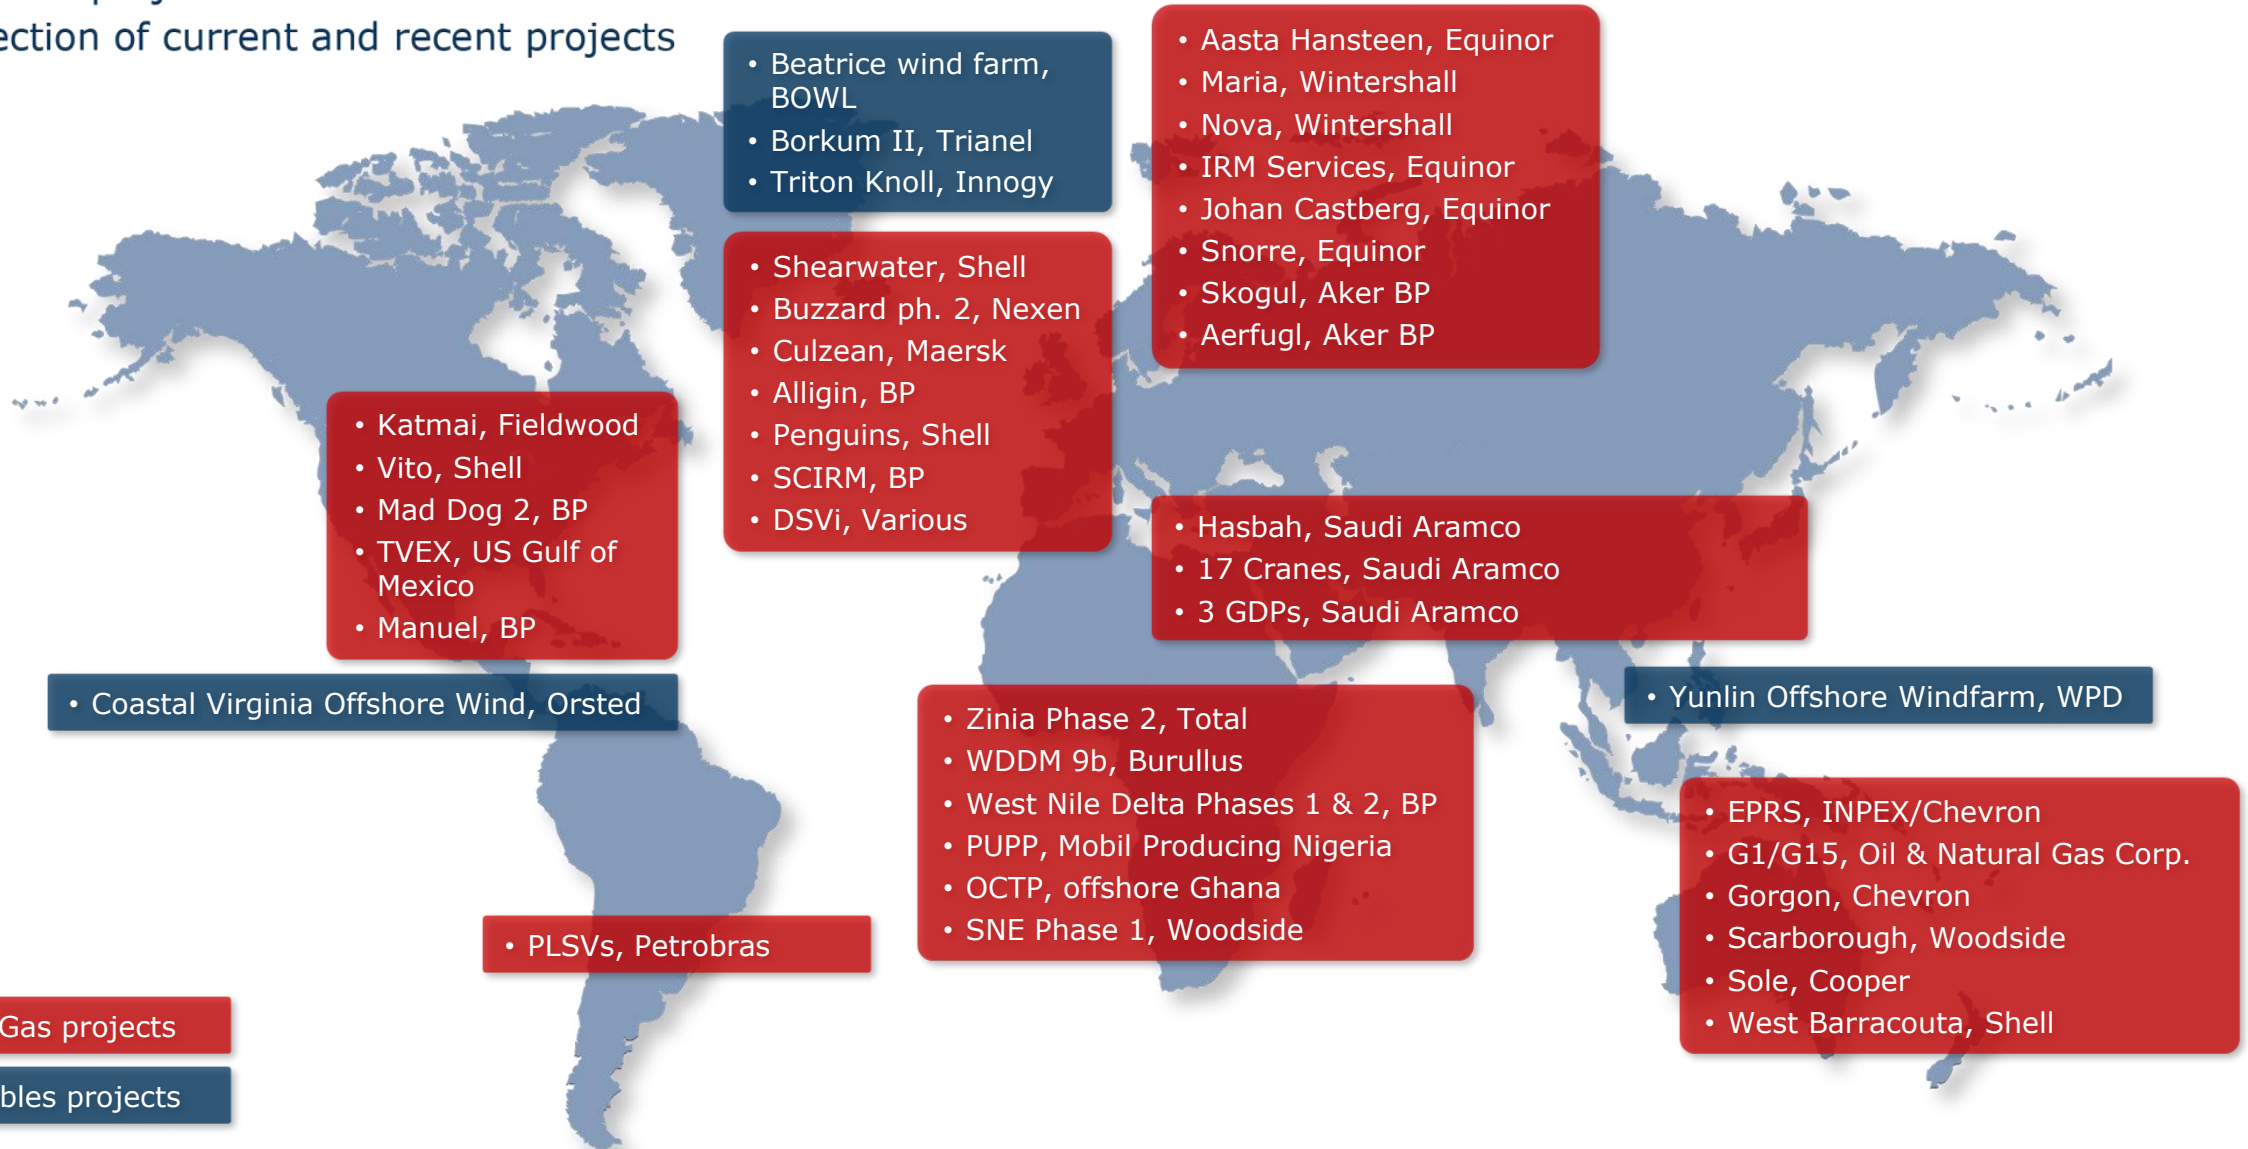 ection of current and recent projects
• Beatrice wind farm,
BOWL
• Borkum II, Trianel
• Triton Knoll, Innogy
• Aasta Hansteen, Equinor
• Maria, Wintershall
• Nova, Wintershall
• IRM Services, Equinor
• Johan Castberg, Equinor
• Snorre, Equinor
• Skogul, Aker BP
• Aerfugl, Aker BP
• Shearwater, Shell
• Buzzard ph. 2, Nexen
• Culzean, Maersk
• Alligin, BP
• Penguins, Shell
• SCIRM, BP
• DSVi, Various
• Katmai, Fieldwood
• Vito, Shell
• Mad Dog 2, BP
• TVEX, US Gulf of
Mexico
• Manuel, BP
• Hasbah, Saudi Aramco
• 17 Cranes, Saudi Aramco
• 3 GDPs, Saudi Aramco
• Coastal Virginia Offshore Wind, Orsted
• Yunlin Offshore Windfarm, WPD
• Zinia Phase 2, Total
• WDDM 9b, Burullus
• West Nile Delta Phases 1 & 2, BP
• PUPP, Mobil Producing Nigeria
• OCTP, offshore Ghana
• SNE Phase 1, Woodside
• EPRS, INPEX/Chevron
• G1/G15, Oil & Natural Gas Corp.
• Gorgon, Chevron
• Scarborough, Woodside
• Sole, Cooper
• West Barracouta, Shell
• PLSVs, Petrobras
Gas projects
bles projects